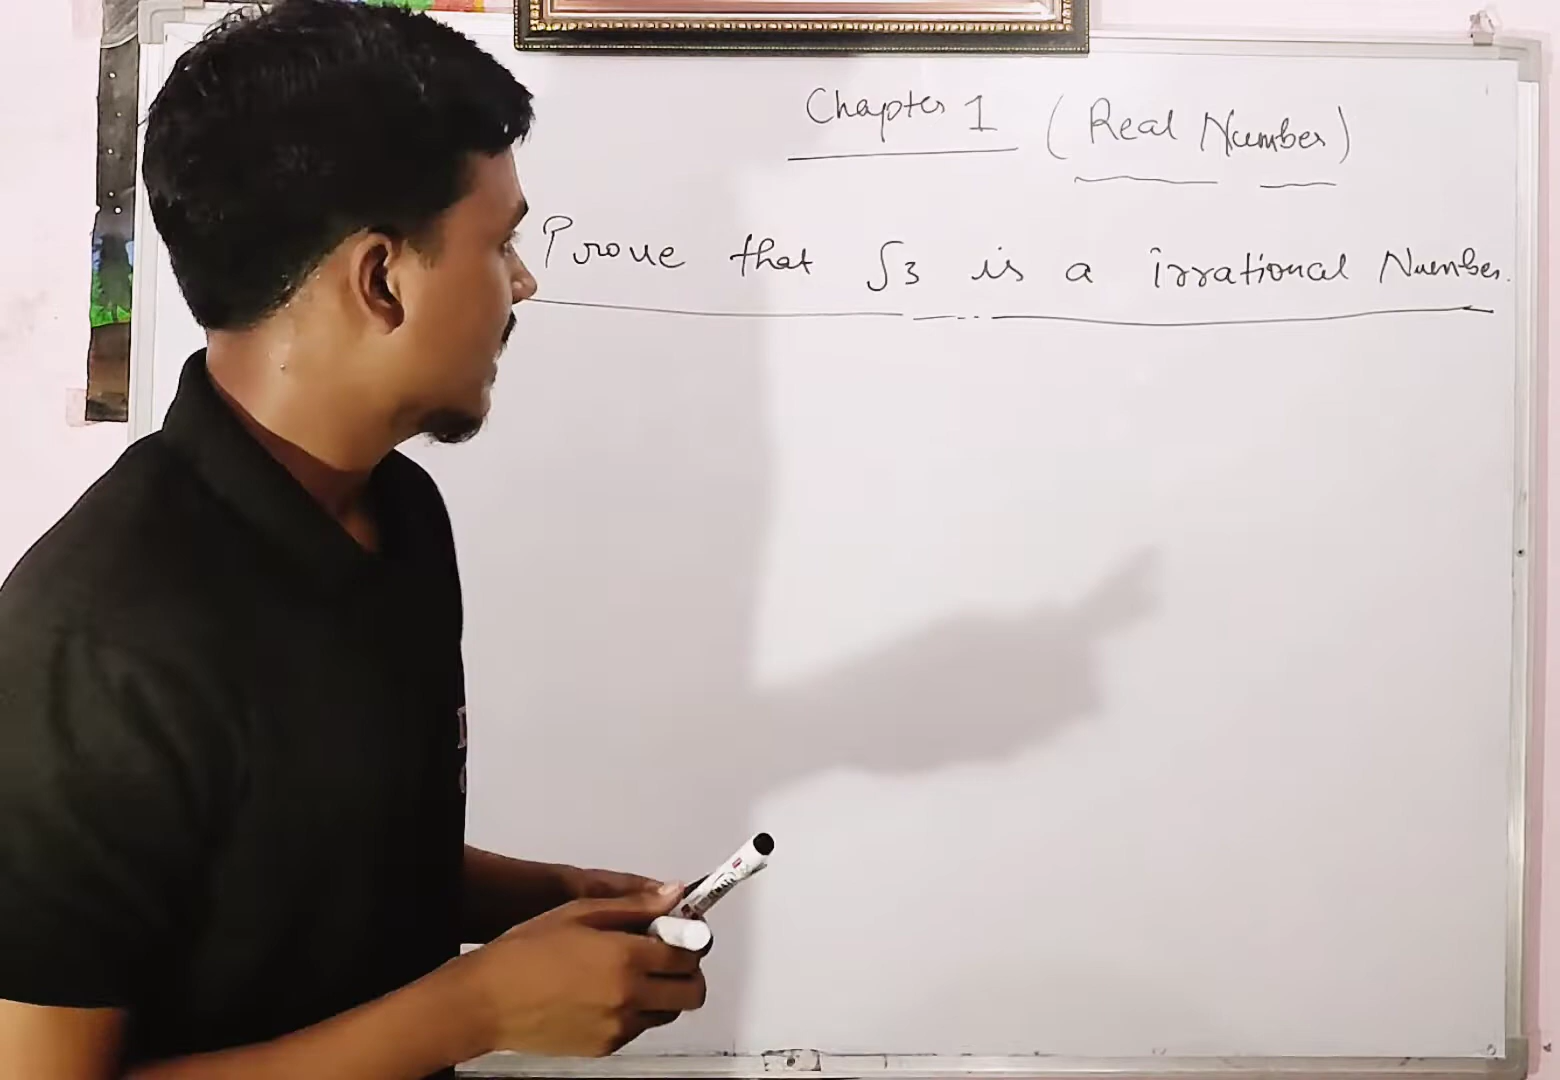 Chapter 1 (Real Number)
Prove that √3 is a irrational Number.